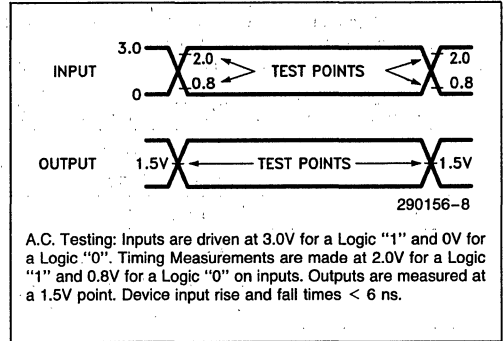 3.0
2.0 2.0
INPUT TEST POINTS
0.8 0.8
0
OUTPUT 1.5V TEST POINTS 1.5V
290156-8
A.C. Testing: Inputs are driven at 3.0V for a Logic "1" and 0V for
a Logic "0". Timing Measurements are made at 2.0V for a Logic
"1" and 0.8V for a Logic "0" on inputs. Outputs are measured at
a 1.5V point. Device input rise and fall times < 6 ns.